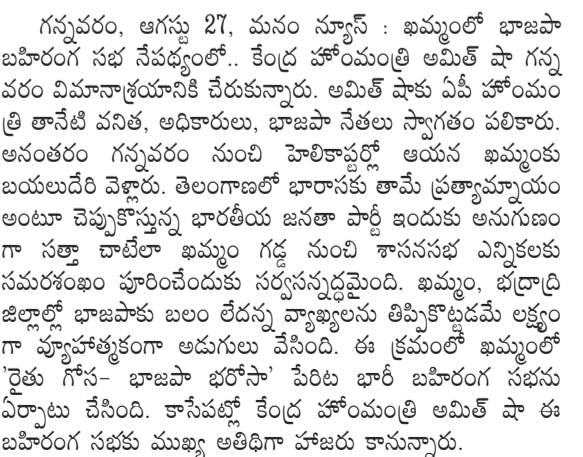 గన్నవరం, ఆగస్టు 27, మనం న్యూస్ : ఖమ్మంలో భాజపా
బహిరంగ సభ నేపథ్యంలో.. కేంద్ర హోంమంత్రి అమిత్ షా గన్న
వరం విమానాశ్రయానికి చేరుకున్నారు. అమిత్ షాకు ఏపీ హోంమం
త్రి తానేటి వనిత, అధికారులు, భాజపా నేతలు స్వాగతం పలికారు.
అనంతరం గన్నవరం నుంచి హెలికాప్టర్లో ఆయన ఖమ్మంకు
బయలుదేరి వెళ్లారు. తెలంగాణలో భారాసకు తామే ప్రత్యామ్నాయం
అంటూ చెప్పుకొస్తున్న భారతీయ జనతా పార్టీ ఇందుకు అనుగుణం
గా సత్తా చాటేలా ఖమ్మం గడ్డ నుంచి శాసనసభ ఎన్నికలకు
సమరశంఖం పూరించేందుకు సర్వసన్నద్ధమైంది. ఖమ్మం, భద్రాద్రి
జిల్లాల్లో భాజపాకు బలం లేదన్న వ్యాఖ్యలను తిప్పికొట్టడమే లక్ష్యం
గా వ్యూహాత్మకంగా అడుగులు వేసింది. ఈ క్రమంలో ఖమ్మంలో
'రైతు గోస- భాజపా భరోసా' పేరిట భారీ బహిరంగ సభను
ఏర్పాటు చేసింది. కాసేపట్లో కేంద్ర హోంమంత్రి అమిత్ షా ఈ
బహిరంగ సభకు ముఖ్య అతిథిగా హాజరు కానున్నారు.